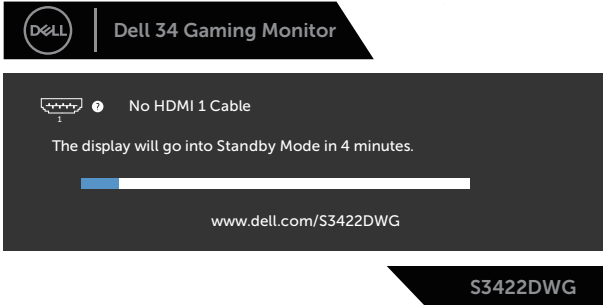 DELL
Dell 34 Gaming Monitor
? No HDMI 1 Cable
1
The display will go into Standby Mode in 4 minutes.
www.dell.com/S3422DWG
S3422DWG